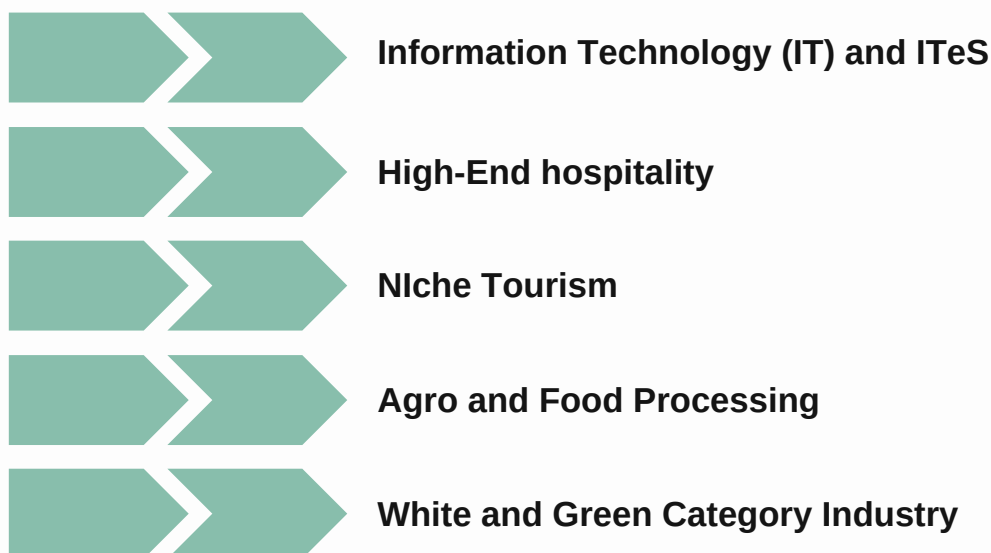 Information Technology (IT) and ITeS
High-End hospitality
NIche Tourism
Agro and Food Processing
White and Green Category Industry